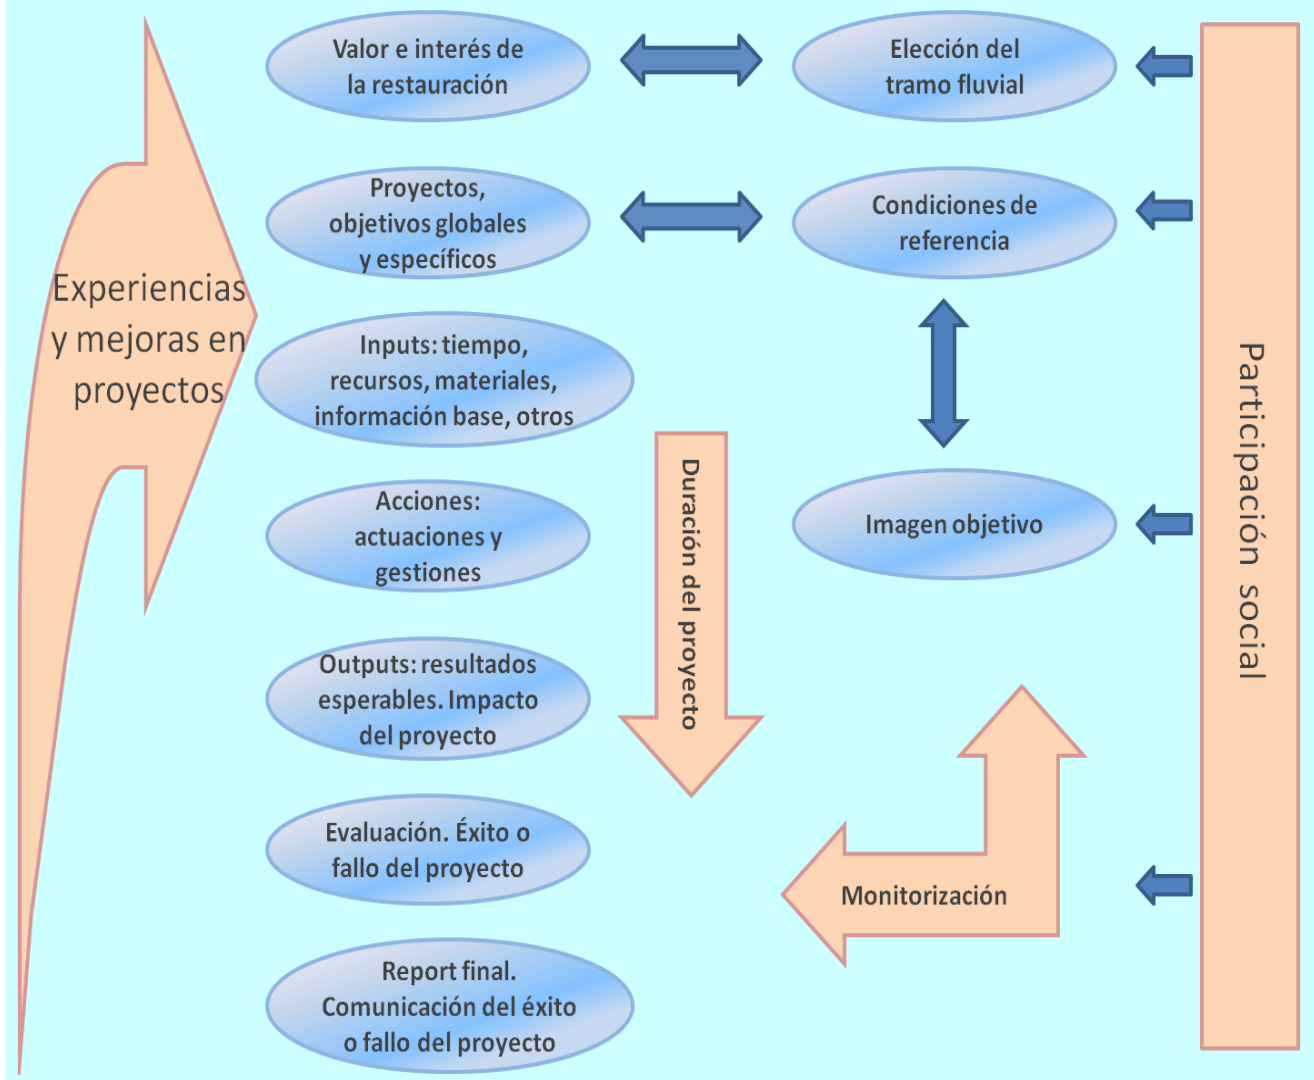 Valor e interés de
la restauración
Elección del
tramo fluvial
Proyectos,
objetivos globales
y específicos
Condiciones de
referencia
Experiencias
y mejoras en
proyectos
Inputs: tiempo,
recursos, materiales,
información base, otros
Participación social
Duración del proyecto
Acciones:
actuaciones y
gestiones
Imagen objetivo
Outputs: resultados
esperables. Impacto
del proyecto
Evaluación. Éxito o
fallo del proyecto
Monitorización
Report final.
Comunicación del éxito
o fallo del proyecto